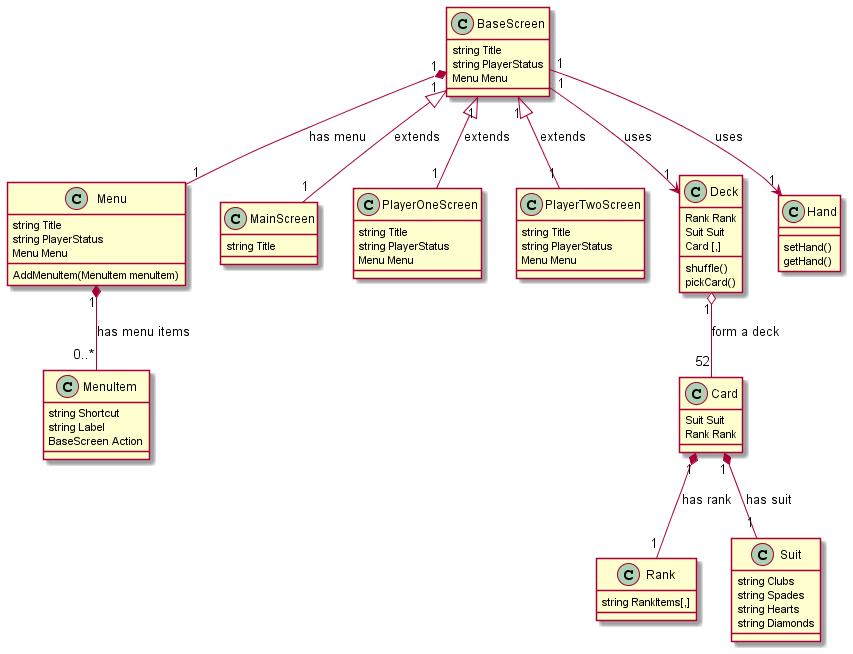 C BaseScreen
string Title
string PlayerStatus
Menu Menu
1
1
1
1
1
1
has menu
extends
extends
extends
uses
uses
1
1
1
1
1
1
C Menu
string Title
string PlayerStatus
Menu Menu
AddMenuItem(MenuItem menuItem)
C MainScreen
string Title
C PlayerOneScreen
string Title
string PlayerStatus
Menu Menu
C PlayerTwoScreen
string Title
string PlayerStatus
Menu Menu
C Deck
Rank Rank
Suit Suit
Card [,]
shuffle()
pickCard()
C Hand
setHand()
getHand()
1
has menu items
0..*
1
form a deck
52
C MenuItem
string Shortcut
string Label
BaseScreen Action
C Card
Suit Suit
Rank Rank
1
1
has rank
has suit
1
1
C Rank
string RankItems[,]
C Suit
string Clubs
string Spades
string Hearts
string Diamonds